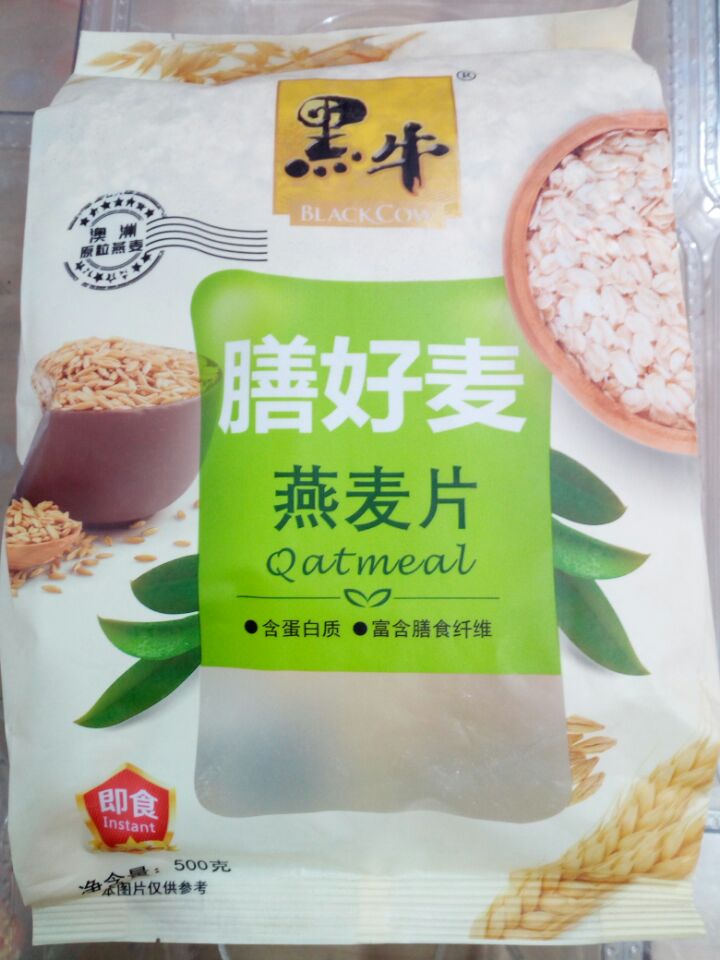 黑牛
®
BLACKCOW
澳洲
原粒燕麦
膳好麦
燕麦片
Qatmeal
●含蛋白质 ●富含膳食纤维
即食
Instant
净含量：500克
本图片仅供参考